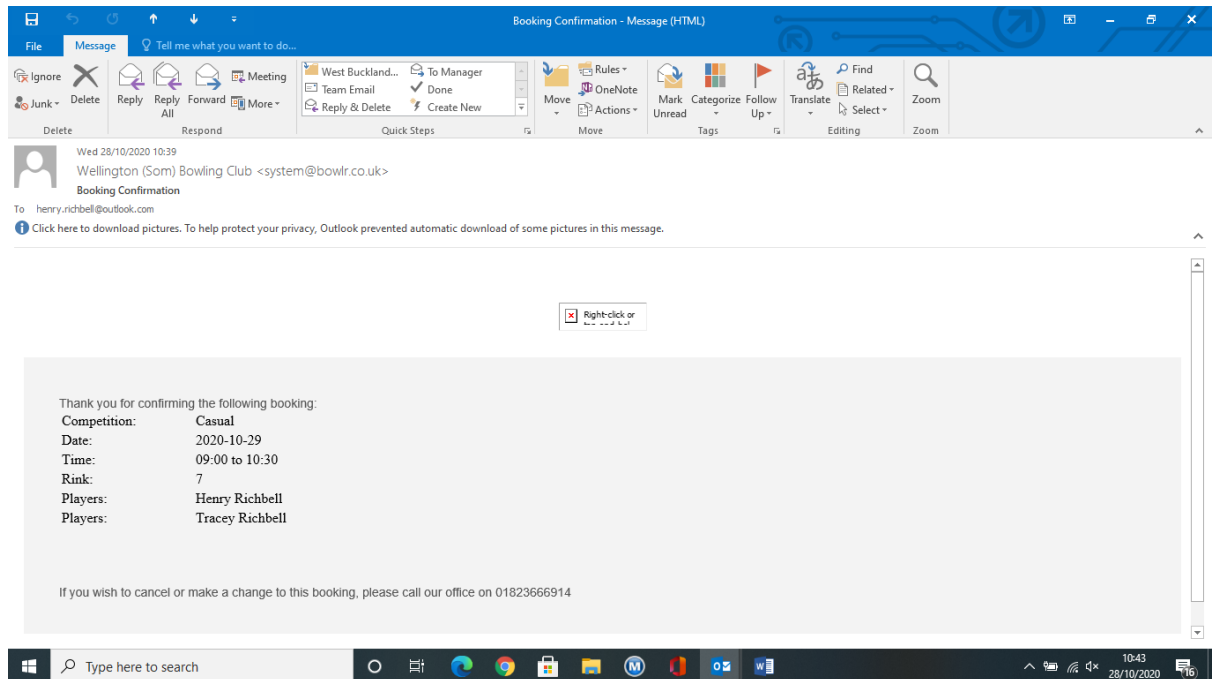 Booking Confirmation - Message (HTML)
File Message Tell me what you want to do...
Ignore
Junk
Delete
Reply
Reply All
Forward
Meeting
More
West Buckland...
Team Email
Reply & Delete
To Manager
Done
Create New
Move
Rules
OneNote
Actions
Mark Unread
Categorize
Follow Up
Translate
Find
Related
Select
Zoom
Delete Respond Quick Steps Move Tags Editing Zoom
Wed 28/10/2020 10:39
Wellington (Som) Bowling Club <system@bowlr.co.uk>
Booking Confirmation
To henry.richbell@outlook.com
Click here to download pictures. To help protect your privacy, Outlook prevented automatic download of some pictures in this message.
Right-click or
Thank you for confirming the following booking:
Competition: Casual
Date: 2020-10-29
Time: 09:00 to 10:30
Rink: 7
Players: Henry Richbell
Players: Tracey Richbell
If you wish to cancel or make a change to this booking, please call our office on 01823666914
Type here to search
10:43
28/10/2020
16